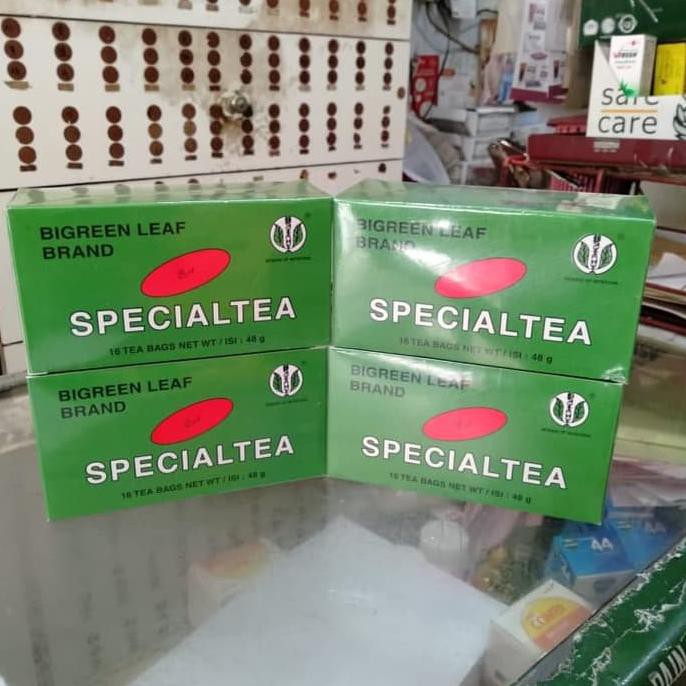 safe
care
BIGREEN LEAF
BRAND
SPECIALTEA
16 TEA BAGS NET WT / ISI : 48 g
BIGREEN LEAF
BRAND
SPECIALTEA
16 TEA BAGS NET WT / ISI : 48 g
BIGREEN LEAF
BRAND
SPECIALTEA
16 TEA BAGS NET WT / ISI : 48 g
BIGREEN LEAF
BRAND
SPECIALTEA
16 TEA BAGS NET WT / ISI : 48 g
44